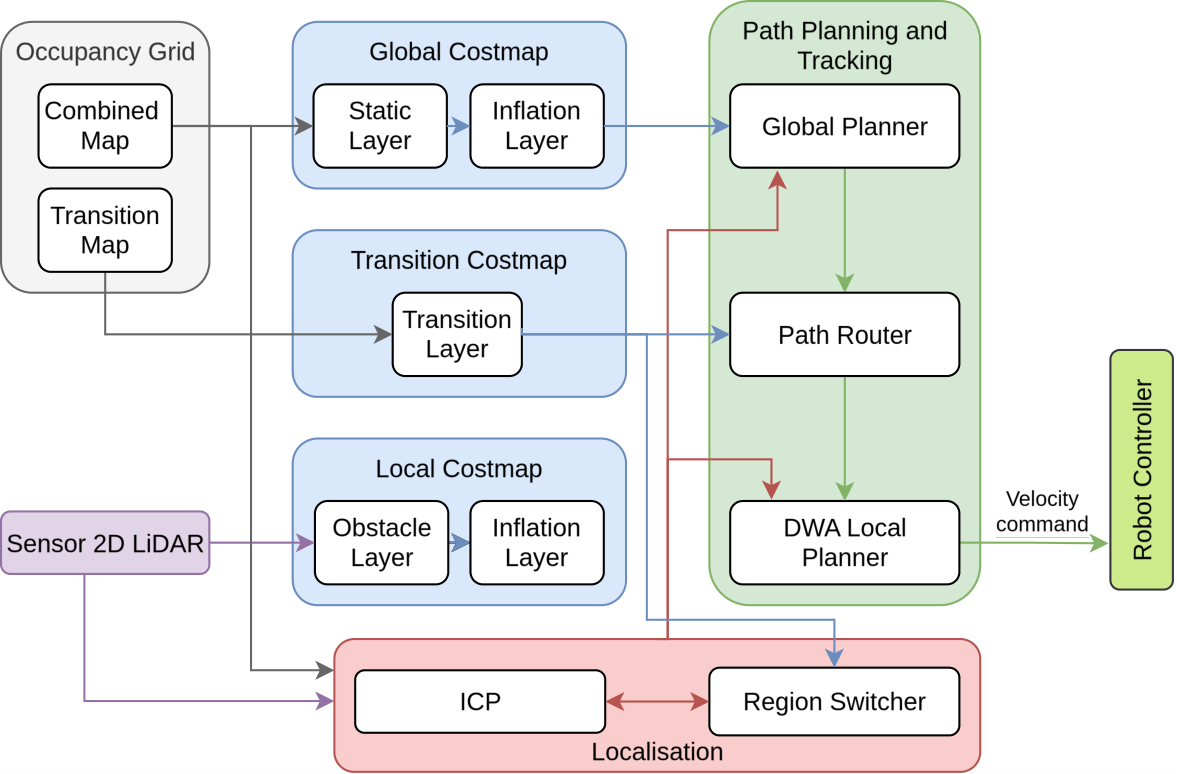 Occupancy Grid
Combined
Map
Transition
Map
Global Costmap
Static
Layer
Inflation
Layer
Transition Costmap
Transition
Layer
Local Costmap
Obstacle
Layer
Inflation
Layer
Sensor 2D LiDAR
Path Planning and
Tracking
Global Planner
Path Router
DWA Local
Planner
Velocity
command
Robot Controller
ICP
Region Switcher
Localisation